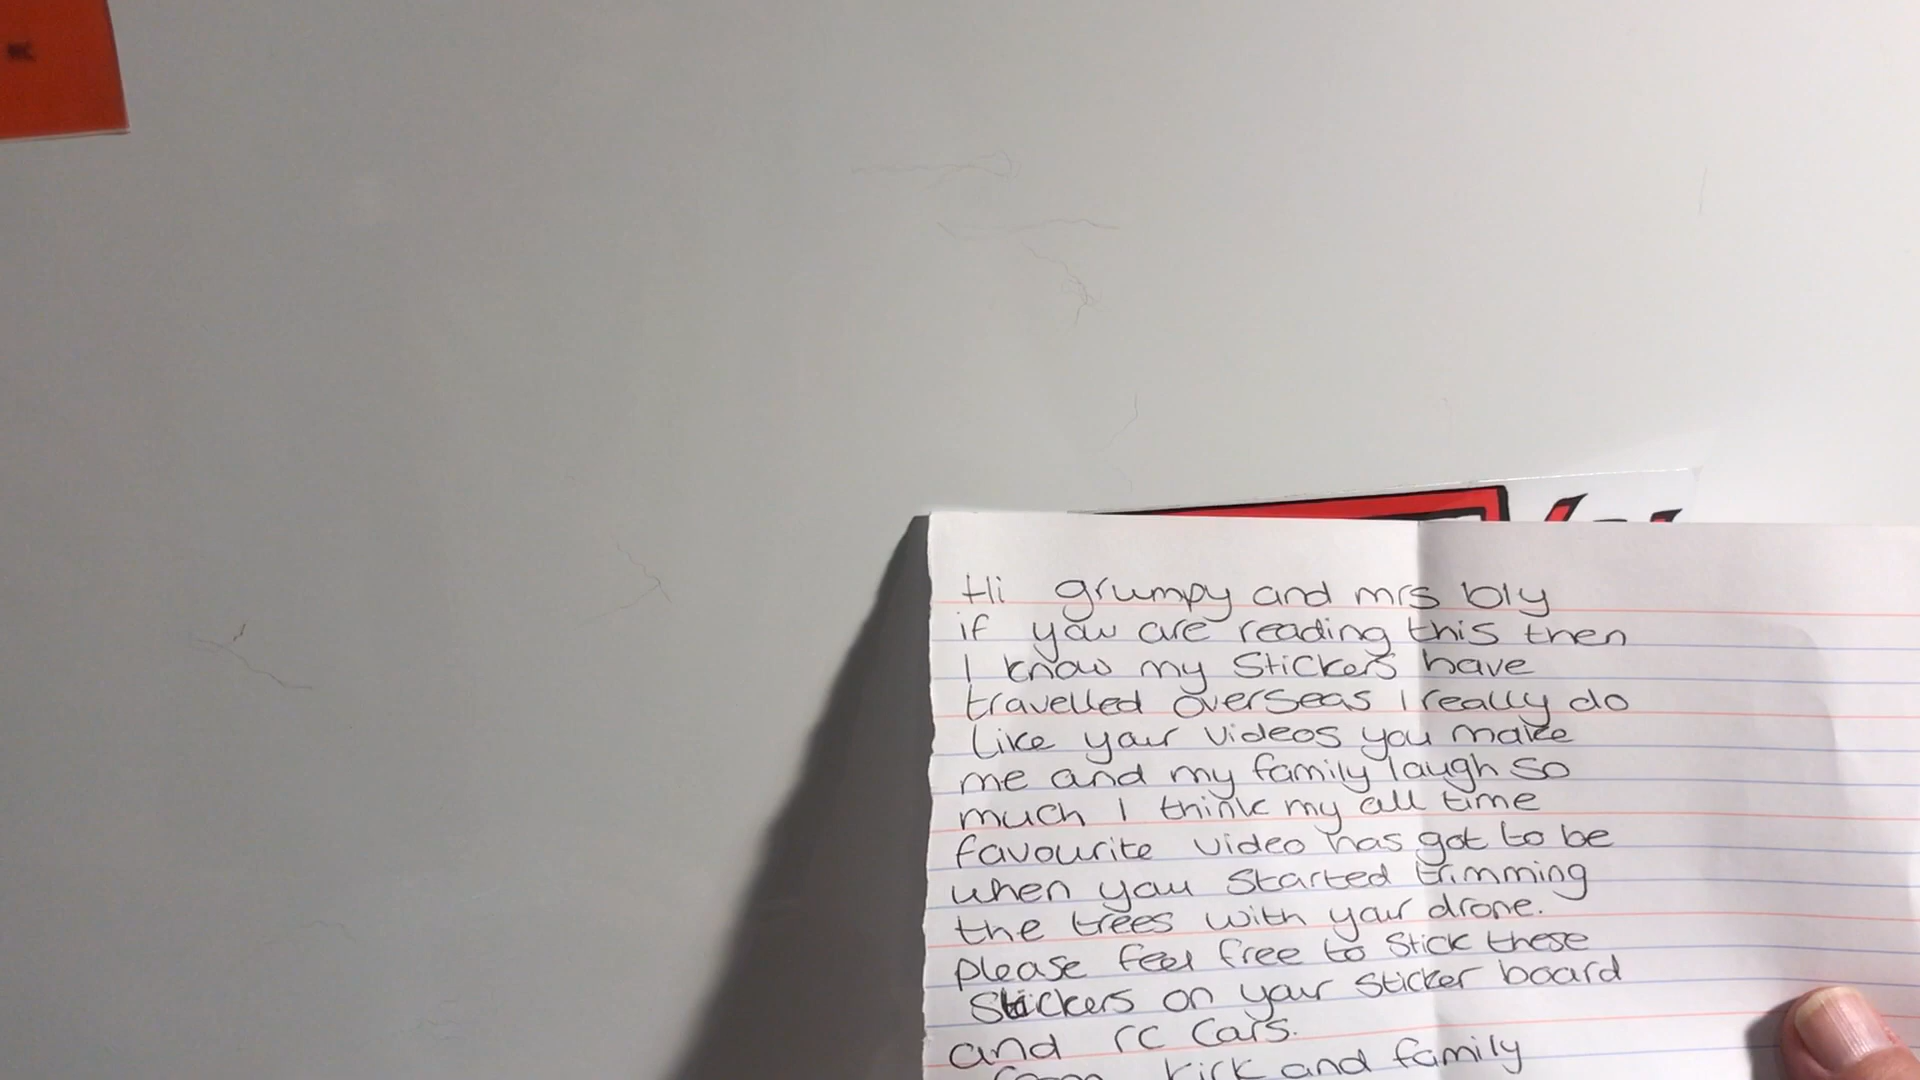 NC
Hi grumpy and mrs bly
if you are reading this then
I know my stickers have
travelled overseas I really do
like your videos you make
me and my family laugh so
much I think my all time
favourite video has got to be
when you started trimming
the trees with your drone.
please feel free to stick these
stickers on your sticker board
and rc cars.
from kirk and family